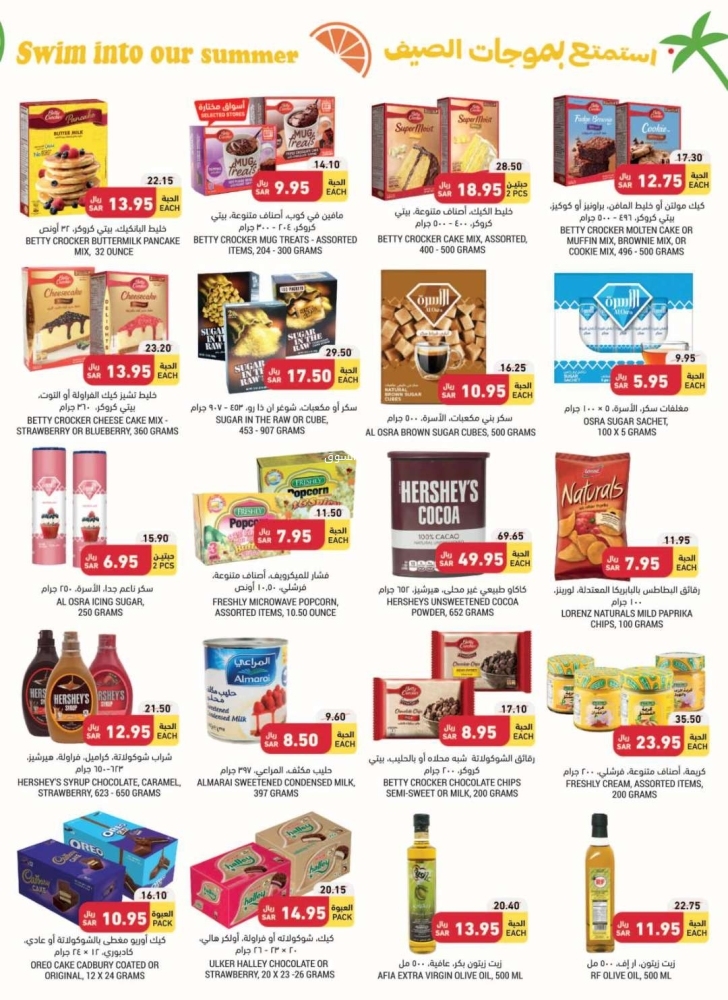 Swim into our summer
استمتع بموجات الصيف
22.15
ريال SAR 13.95 الحبة EACH
خليط البانكيك، بيتي كروكر، ٣٢ أونص
BETTY CROCKER BUTTERMILK PANCAKE
MIX, 32 OUNCE
أسواق مختارة
SELECTED STORES
14.10
ريال SAR 9.95 الحبة EACH
مافين في كوب، أصناف متنوعة، بيتي
كروكر، ٢٠٤ - ٣٠٠ جرام
BETTY CROCKER MUG TREATS - ASSORTED
ITEMS, 204 - 300 GRAMS
28.50
ريال SAR 18.95 حبتين 2 PCS
خليط الكيك، أصناف متنوعة، بيتي
كروكر، ٤٠٠ - ٥٠٠ جرام
BETTY CROCKER CAKE MIX, ASSORTED,
400 - 500 GRAMS
17.30
ريال SAR 12.75 الحبة EACH
كيك مولتن أو خليط المافن، براونيز أو كوكيز،
بيتي كروكر، ٤٩٦ - ٥٠٠ جرام
BETTY CROCKER MOLTEN CAKE OR
MUFFIN MIX, BROWNIE MIX, OR
COOKIE MIX, 496 - 500 GRAMS
23.20
ريال SAR 13.95 الحبة EACH
خليط تشيز كيك الفراولة أو التوت،
بيتي كروكر، ٣٦٠ جرام
BETTY CROCKER CHEESE CAKE MIX -
STRAWBERRY OR BLUEBERRY, 360 GRAMS
29.50
ريال SAR 17.50 الحبة EACH
سكر أو مكعبات، شوغر ان ذا رو، ٤٥٣ - ٩٠٧ جرام
SUGAR IN THE RAW OR CUBE,
453 - 907 GRAMS
16.25
ريال SAR 10.95 الحبة EACH
سكر بني مكعبات، الأسرة، ٥٠٠ جرام
AL OSRA BROWN SUGAR CUBES, 500 GRAMS
9.95
ريال SAR 5.95 الحبة EACH
مغلفات سكر، الأسرة، ٥ × ١٠٠ جرام
OSRA SUGAR SACHET,
100 X 5 GRAMS
15.90
ريال SAR 6.95 حبتين 2 PCS
سكر ناعم جدا، الأسرة، ٢٥٠ جرام
AL OSRA ICING SUGAR,
250 GRAMS
11.50
ريال SAR 7.95 الحبة EACH
فشار للميكرويف، أصناف متنوعة،
فرشلي، ١٠,٥٠ أونص
FRESHLY MICROWAVE POPCORN,
ASSORTED ITEMS, 10.50 OUNCE
HERSHEY'S
COCOA
100% CACAO
69.65
ريال SAR 49.95 الحبة EACH
كاكاو طبيعي غير محلى، هيرشيز، ٦٥٢ جرام
HERSHEYS UNSWEETENED COCOA
POWDER, 652 GRAMS
Naturals
11.95
ريال SAR 7.95 الحبة EACH
رقائق البطاطس بالبابريكا المعتدلة، لورينز،
١٠٠ جرام
LORENZ NATURALS MILD PAPRIKA
CHIPS, 100 GRAMS
21.50
ريال SAR 12.95 الحبة EACH
شراب شوكولاتة، كراميل، فراولة، هيرشيز،
٦٢٣-٦٥٠ جرام
HERSHEY'S SYRUP CHOCOLATE, CARAMEL,
STRAWBERRY, 623 - 650 GRAMS
المراعي
Almarai
9.60
SAR 8.50 الحبة EACH
حليب مكثف، المراعي، ٣٩٧ جرام
ALMARAI SWEETENED CONDENSED MILK,
397 GRAMS
17.10
ريال SAR 8.95 الحبة EACH
رقائق الشوكولاتة شبه محلاه أو بالحليب، بيتي
كروكر، ٢٠٠ جرام
BETTY CROCKER CHOCOLATE CHIPS
SEMI-SWEET OR MILK, 200 GRAMS
35.50
ريال SAR 23.95 الحبة EACH
كريمة، أصناف متنوعة، فرشلي، ٢٠٠ جرام
FRESHLY CREAM, ASSORTED ITEMS,
200 GRAMS
16.10
ريال SAR 10.95 العبوة PACK
كيك أوريو مغطى بالشوكولاتة أو عادي،
كادبوري، ١٢ × ٢٤ جرام
OREO CAKE CADBURY COATED OR
ORIGINAL, 12 X 24 GRAMS
20.15
ريال SAR 14.95 العبوة PACK
كيك، شوكولاته أو فراولة، أولكر هالي،
٢٠ × ٢٣ - ٢٦ جرام
ULKER HALLEY CHOCOLATE OR
STRAWBERRY, 20 X 23 -26 GRAMS
20.40
ريال SAR 13.95 الحبة EACH
زيت زيتون بكر، عافية، ٥٠٠ مل
AFIA EXTRA VIRGIN OLIVE OIL, 500 ML
22.75
ريال SAR 11.95 الحبة EACH
زيت زيتون، ار.اف، ٥٠٠ مل
RF OLIVE OIL, 500 ML